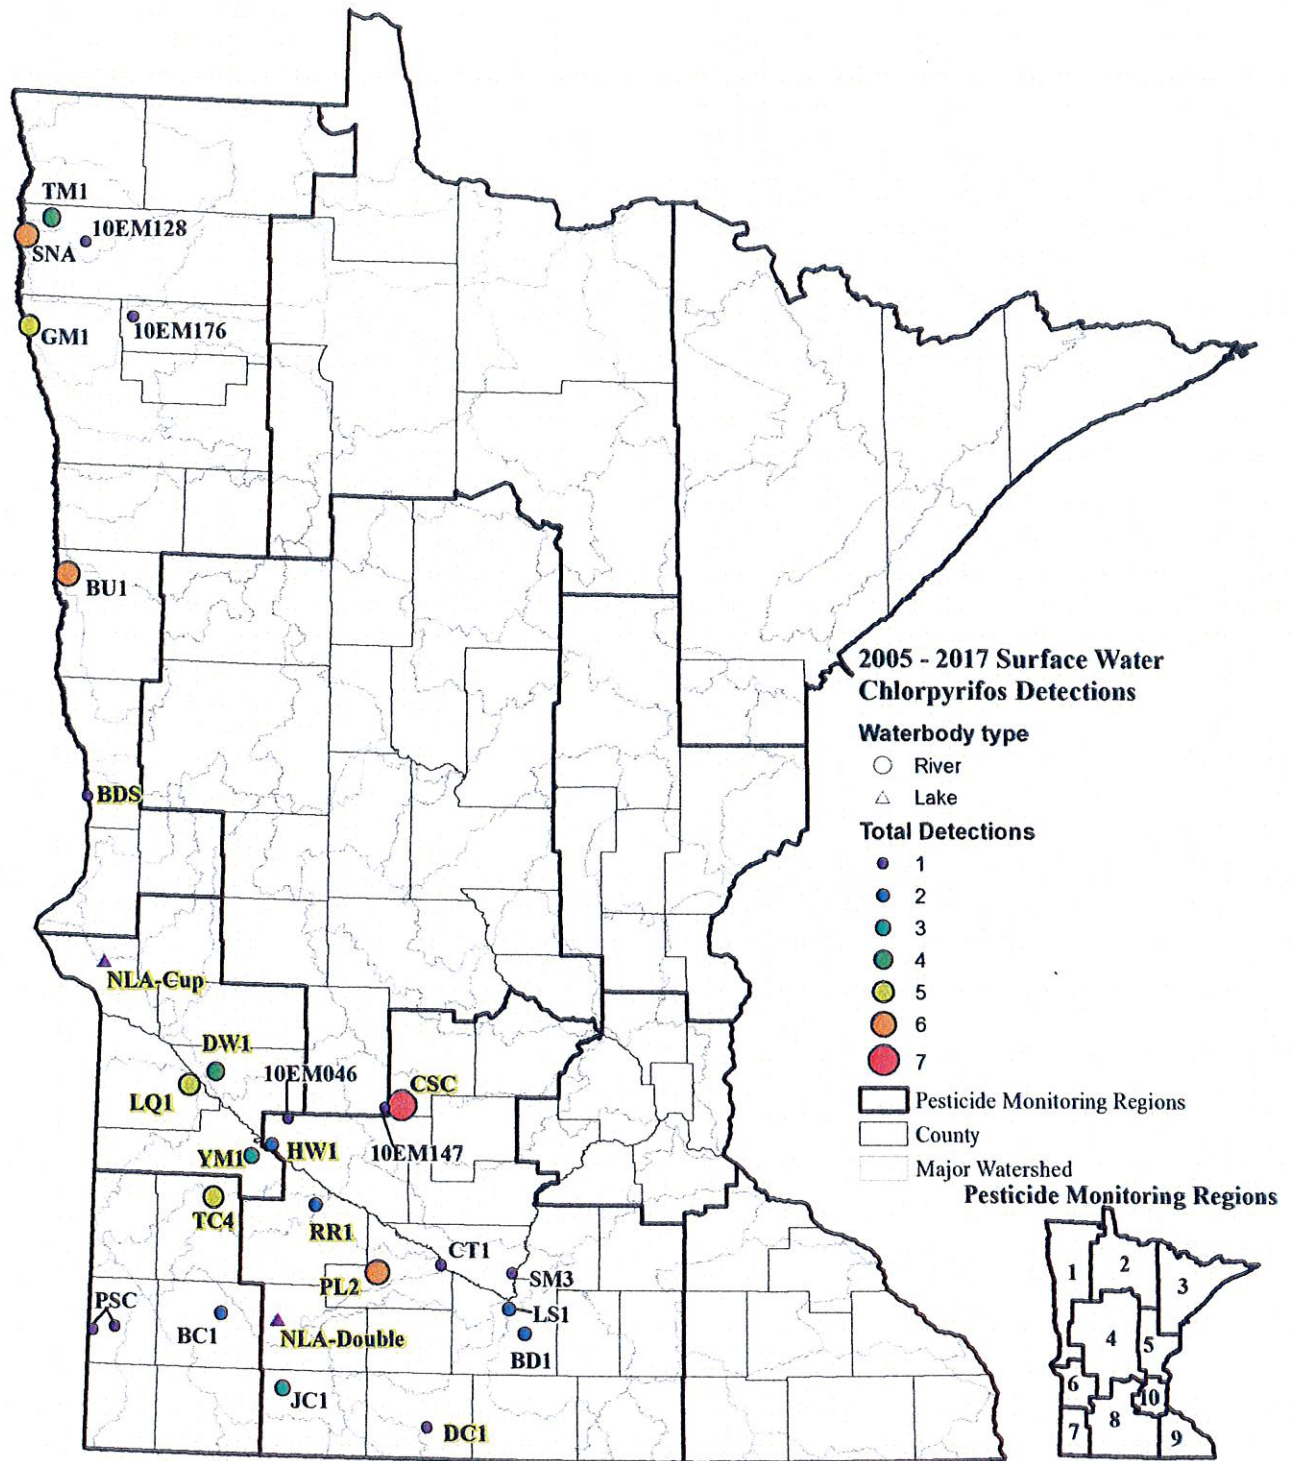 TM1
10EM128
SNA
10EM176
GM1
BU1
2005 - 2017 Surface Water
Chlorpyrifos Detections
Waterbody type
River
Lake
BDS
Total Detections
1
2
3
4
5
6
7
NLA-Cup
DW1
10EM046
CSC
LQ1
Pesticide Monitoring Regions
County
YM1
HW1
10EM147
Major Watershed
Pesticide Monitoring Regions
TC4
RR1
CT1
PL2
SM3
PSC
LS1
BC1
NLA-Double
BD1
JC1
DC1
1
2
3
4
5
6
10
7
8
9